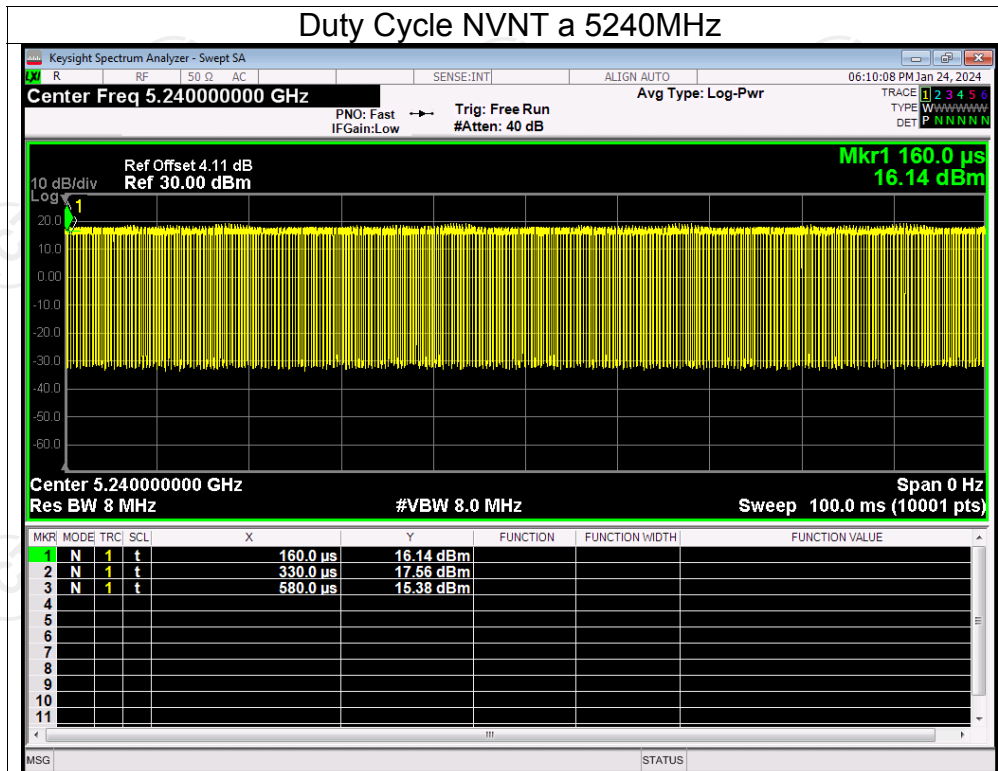 Duty Cycle NVNT a 5240MHz
Keysight Spectrum Analyzer - Swept SA
LXI R RF 50 Ω AC SENSE:INT ALIGN AUTO 06:10:08 PM Jan 24, 2024
Center Freq 5.240000000 GHz
PNO: Fast
IFGain:Low
Trig: Free Run
#Atten: 40 dB
Avg Type: Log-Pwr
TRACE 1 2 3 4 5 6
TYPE WWWWWW
DET P N N N N N
Mkr1 160.0 µs
16.14 dBm
Ref Offset 4.11 dB
10 dB/div Ref 30.00 dBm
Log
1
20.0
10.0
0.00
-10.0
-20.0
-30.0
-40.0
-50.0
-60.0
Center 5.240000000 GHz Span 0 Hz
Res BW 8 MHz #VBW 8.0 MHz Sweep 100.0 ms (10001 pts)
MKR MODE TRC SCL X Y FUNCTION FUNCTION WIDTH FUNCTION VALUE
1 N 1 t 160.0 µs 16.14 dBm
2 N 1 t 330.0 µs 17.56 dBm
3 N 1 t 580.0 µs 15.38 dBm
4
5
6
7
8
9
10
11
MSG STATUS